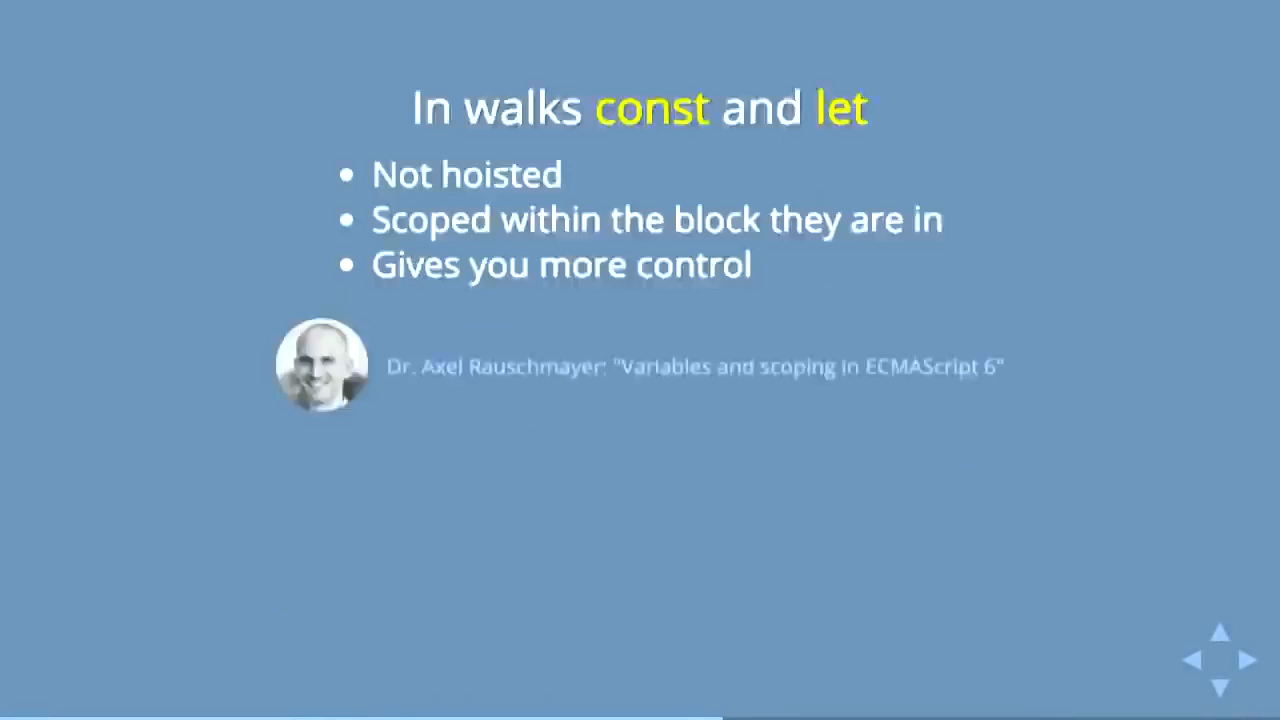 In walks const and let
Not hoisted
Scoped within the block they are in
Gives you more control
Dr. Axel Rauschmayer: "Variables and scoping in ECMAScript 6"